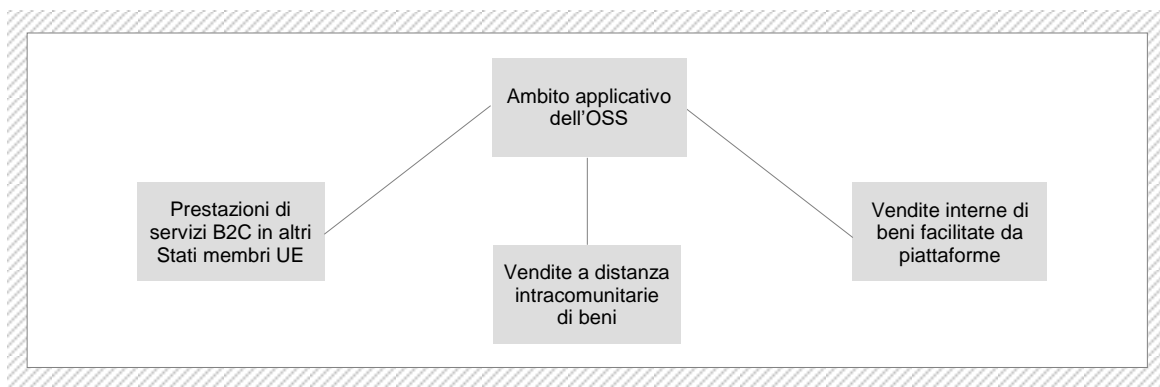 Ambito applicativo
dell’OSS
Prestazioni di
servizi B2C in altri
Stati membri UE
Vendite a distanza
intracomunitarie
di beni
Vendite interne di
beni facilitate da
piattaforme